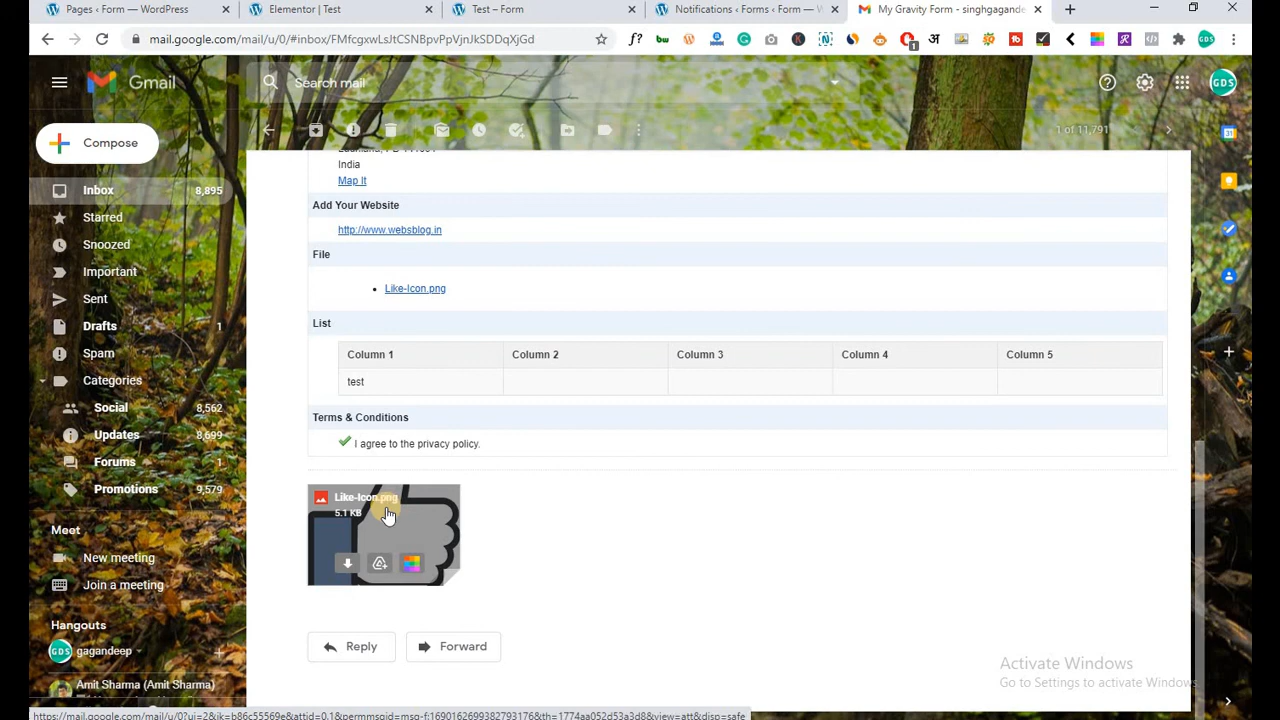 Pages ‹ Form — WordPress
Elementor | Test
Test – Form
Notifications ‹ Forms ‹ Form — W
My Gravity Form - singhgagande
mail.google.com/mail/u/0/#inbox/FMfcgxwLsJtCSNBpvPpVjnJkSDDqXjGd
Gmail
Search mail
GDS
Compose
1 of 11,791
Inbox 8,895
Starred
Snoozed
Important
Sent
Drafts 1
Spam
Categories
Social 8,562
Updates 8,699
Forums 1
Promotions 9,579
Meet
New meeting
Join a meeting
Hangouts
GDS gagandeep
Amit Sharma (Amit Sharma)
India
Map It
Add Your Website
http://www.websblog.in
File
Like-Icon.png
List
Column 1 Column 2 Column 3 Column 4 Column 5
test
Terms & Conditions
I agree to the privacy policy.
Like-Icon.png
5.1 KB
Reply Forward
Activate Windows
Go to Settings to activate Windows